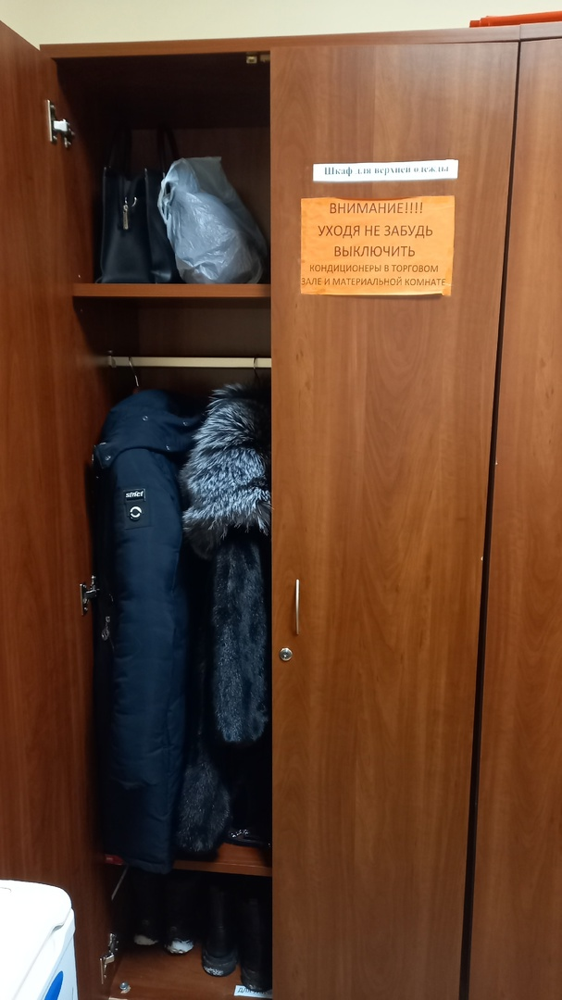 Шкаф для верхней одежды
ВНИМАНИЕ!!!!
УХОДЯ НЕ ЗАБУДЬ
ВЫКЛЮЧИТЬ
КОНДИЦИОНЕРЫ В ТОРГОВОМ
ЗАЛЕ И МАТЕРИАЛЬНОЙ КОМНАТЕ
strict